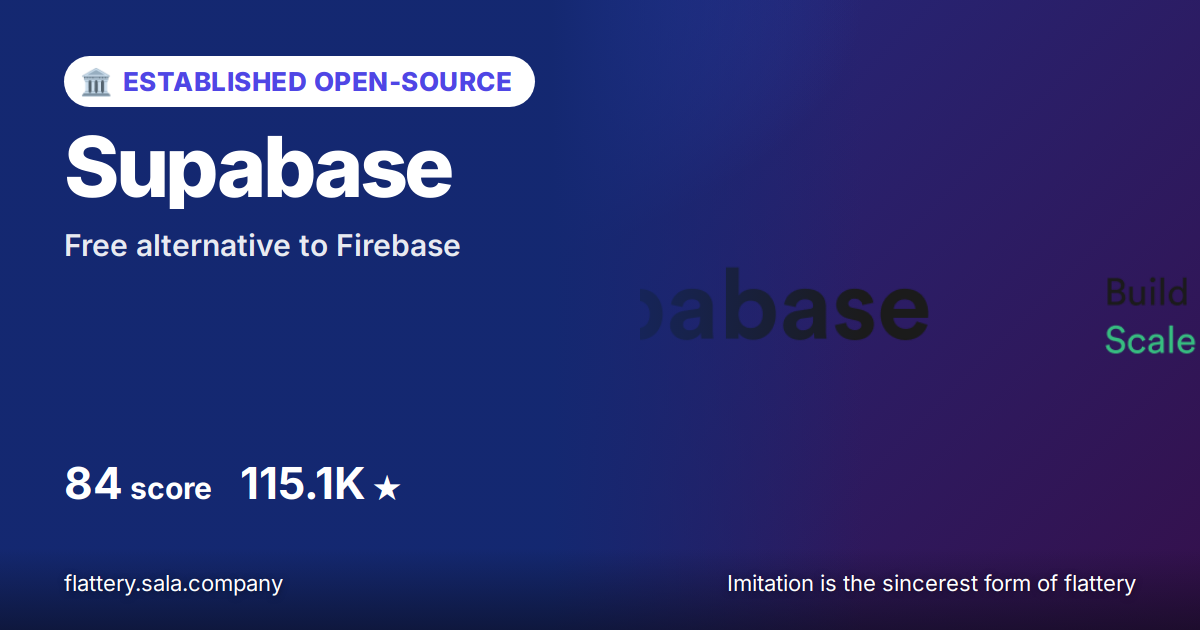 ESTABLISHED OPEN-SOURCE
Supabase
Free alternative to Firebase
abase
Build
Scale
84 score 115.1K ★
flattery.sala.company
Imitation is the sincerest form of flattery